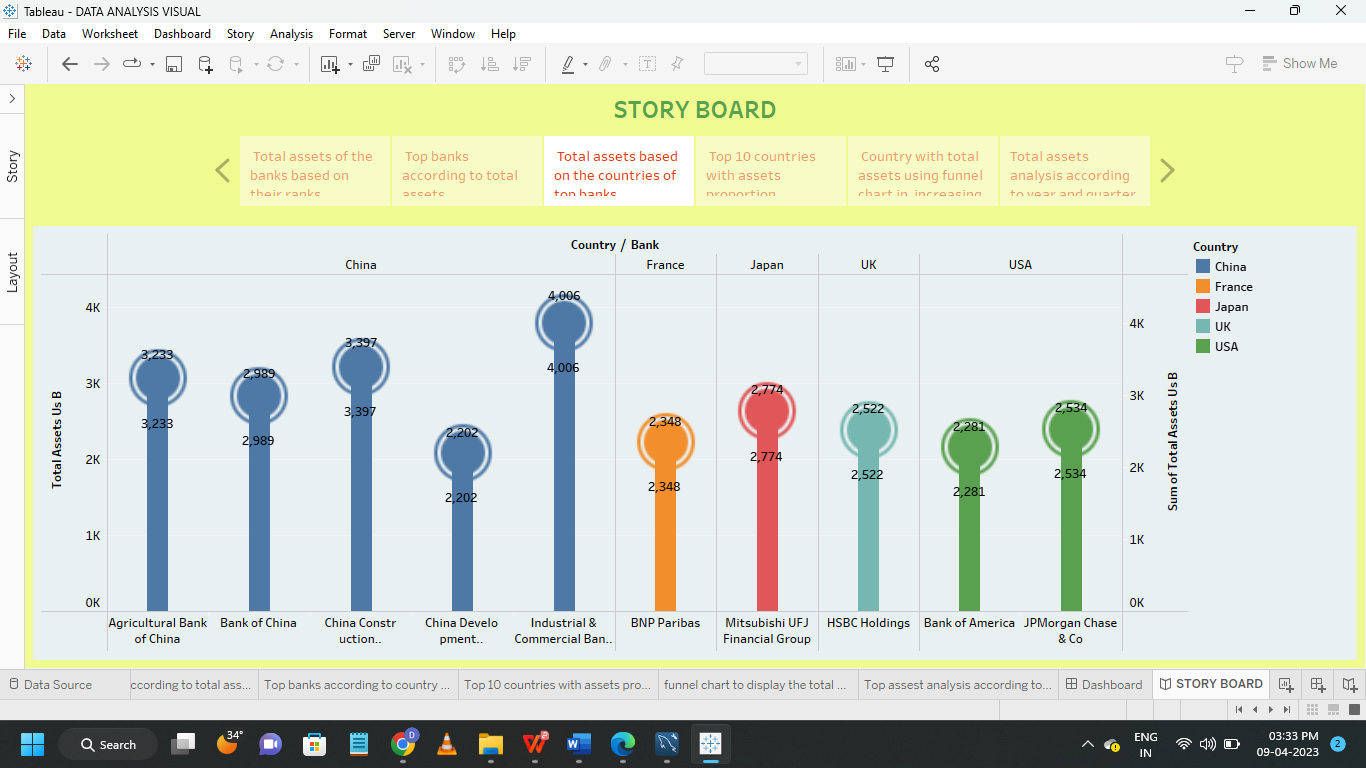 Tableau - DATA ANALYSIS VISUAL
File Data Worksheet Dashboard Story Analysis Format Server Window Help
Show Me
Story
Layout
STORY BOARD
Total assets of the
banks based on
their ranks
Top banks
according to total
assets
Total assets based
on the countries of
top banks
Top 10 countries
with assets
proportion
Country with total
assets using funnel
chart in increasing
Total assets
analysis according
to year and quarter
Country / Bank
China France Japan UK USA
Total Assets Us B
4K
3K
2K
1K
0K
3,233
3,233
2,989
2,989
3,397
3,397
2,202
2,202
4,006
4,006
2,348
2,348
2,774
2,774
2,522
2,522
2,281
2,281
2,534
2,534
4K
3K
2K
1K
0K
Sum of Total Assets Us B
Agricultural Bank
of China
Bank of China
China Constr
uction..
China Develo
pment..
Industrial &
Commercial Ban..
BNP Paribas
Mitsubishi UFJ
Financial Group
HSBC Holdings
Bank of America
JPMorgan Chase
& Co
Country
China
France
Japan
UK
USA
Data Source
ccording to total ass...
Top banks according to country ...
Top 10 countries with assets pro...
funnel chart to display the total ...
Top assest analysis according to...
Dashboard
STORY BOARD
Search
34°
D
2
W
ENG
IN
03:33 PM
09-04-2023
2